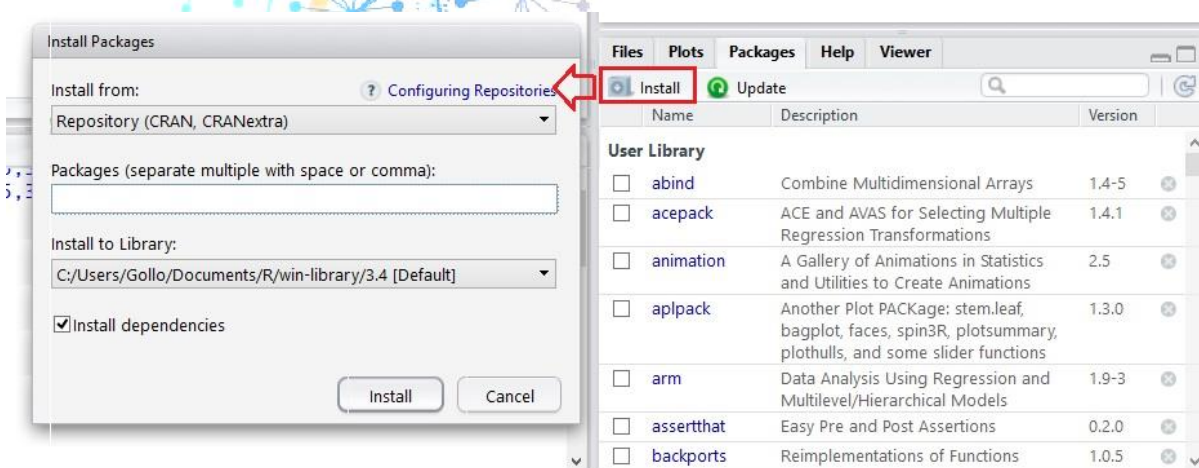 Install Packages
Install from:
? Configuring Repositories
Repository (CRAN, CRANextra)
Packages (separate multiple with space or comma):
Install to Library:
C:/Users/Gollo/Documents/R/win-library/3.4 [Default]
Install dependencies
Install Cancel
Files Plots Packages Help Viewer
Install Update
Name Description Version
User Library
abind Combine Multidimensional Arrays 1.4-5
acepack ACE and AVAS for Selecting Multiple 1.4.1
Regression Transformations
animation A Gallery of Animations in Statistics 2.5
and Utilities to Create Animations
aplpack Another Plot PACKage: stem.leaf, 1.3.0
bagplot, faces, spin3R, plotsummary,
plothulls, and some slider functions
arm Data Analysis Using Regression and 1.9-3
Multilevel/Hierarchical Models
assertthat Easy Pre and Post Assertions 0.2.0
backports Reimplementations of Functions 1.0.5